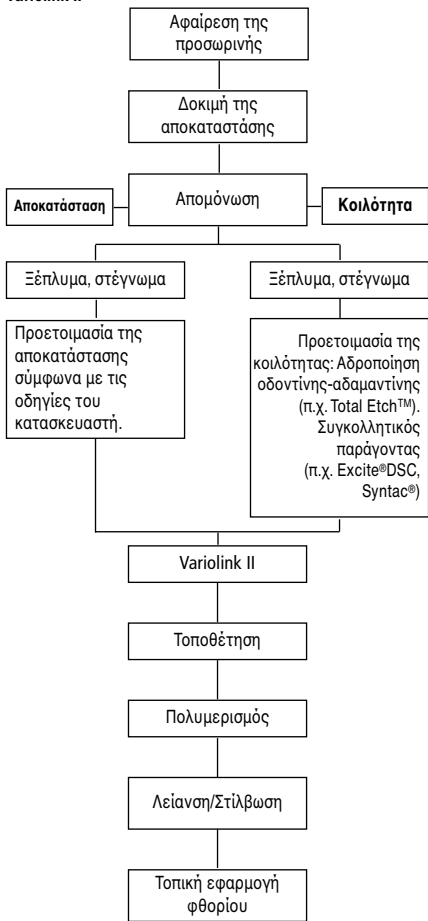 Αφαίρεση της
προσωρινής
Δοκιμή της
αποκαταστάσης
Αποκατάσταση
Απομόνωση
Κοιλότητα
Ξέπλυμα, στέγνωμα
Ξέπλυμα, στέγνωμα
Προετοιμασία της
αποκατάστασης
σύμφωνα με τις
οδηγίες του
κατασκευαστή.
Προετοιμασία της
κοιλότητας: Αδροποίηση
οδοντίνης-αδαμαντίνης
(π.χ. Total Etch™).
Συγκολλητικός
παράγοντας
(π.χ. Excite®DSC,
Syntac®)
Variolink II
Τοποθέτηση
Πολυμερισμός
Λείανση/Στίλβωση
Τοπική εφαρμογή
φθορίου